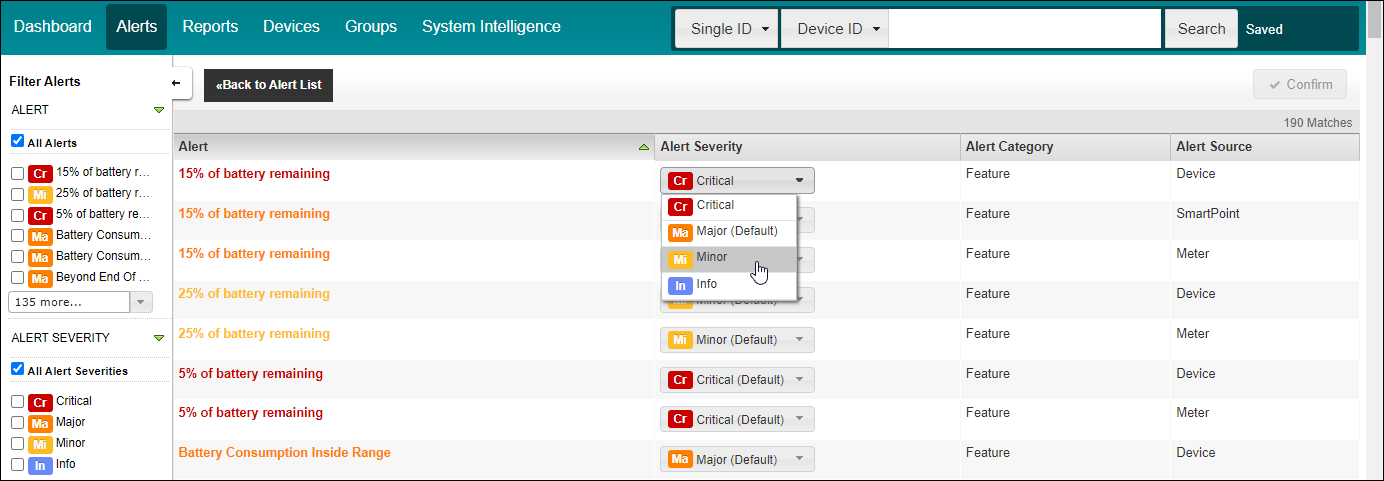 Dashboard Alerts Reports Devices Groups System Intelligence Single ID Device ID Search Saved
Filter Alerts
«Back to Alert List
Confirm
ALERT
190 Matches
All Alerts
Cr 15% of battery r...
Mi 25% of battery r...
Cr 5% of battery re...
Ma Battery Consum...
Ma Battery Consum...
Ma Beyond End Of ...
135 more...
ALERT SEVERITY
All Alert Severities
Cr Critical
Ma Major
Mi Minor
In Info
Alert Alert Severity Alert Category Alert Source
15% of battery remaining Cr Critical Feature Device
Cr Critical
Ma Major (Default)
Mi Minor
In Info
15% of battery remaining Feature SmartPoint
15% of battery remaining Feature Meter
25% of battery remaining Mi Minor (Default) Feature Device
25% of battery remaining Mi Minor (Default) Feature Meter
5% of battery remaining Cr Critical (Default) Feature Device
5% of battery remaining Cr Critical (Default) Feature Meter
Battery Consumption Inside Range Ma Major (Default) Feature Device